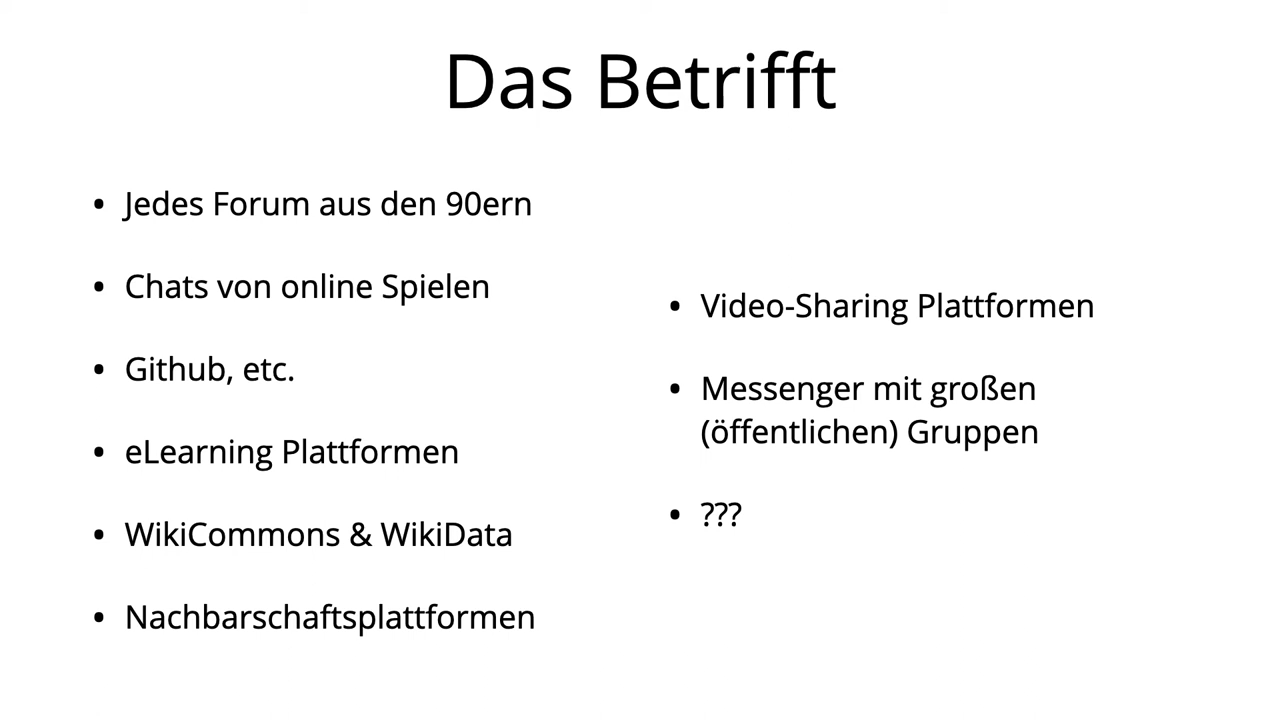 Das Betrifft
• Jedes Forum aus den 90ern
• Chats von online Spielen
• Github, etc.
• eLearning Plattformen
• WikiCommons & WikiData
• Nachbarschaftsplattformen
• Video-Sharing Plattformen
• Messenger mit großen
(öffentlichen) Gruppen
• ???